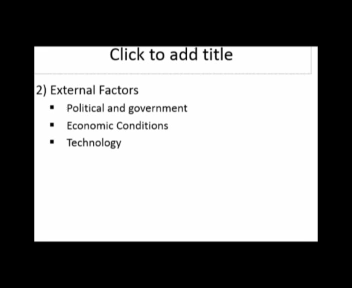 Click to add title
2) External Factors
▪ Political and government
▪ Economic Conditions
▪ Technology